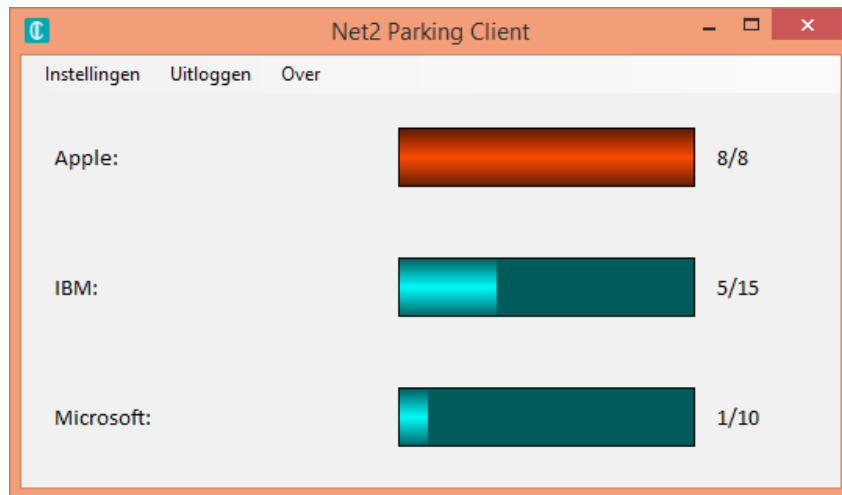 Net2 Parking Client
Instellingen Uitloggen Over
Apple: 8/8
IBM: 5/15
Microsoft: 1/10